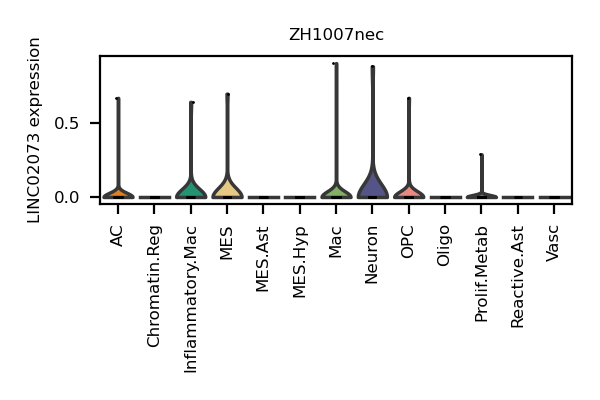 ZH1007nec
LINC02073 expression
0.5
0.0
AC
Chromatin.Reg
Inflammatory.Mac
MES
MES.Ast
MES.Hyp
Mac
Neuron
OPC
Oligo
Prolif.Metab
Reactive.Ast
Vasc